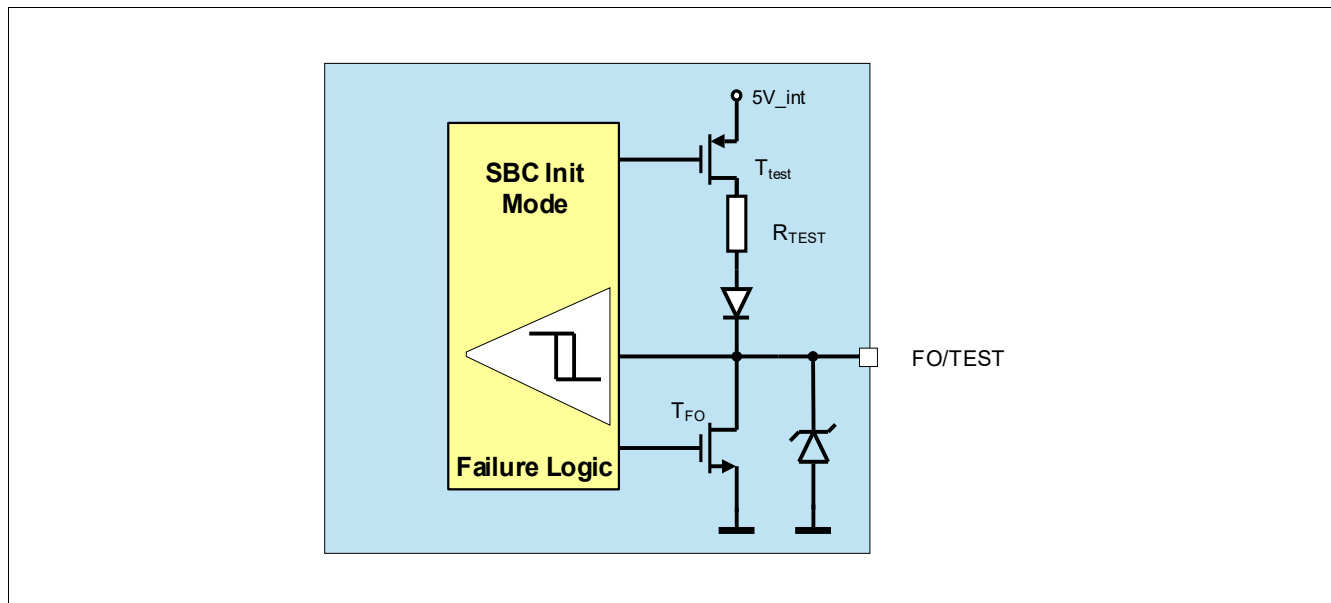 5V_int
SBC Init
Mode
Ttest
RTEST
FO/TEST
TFO
Failure Logic